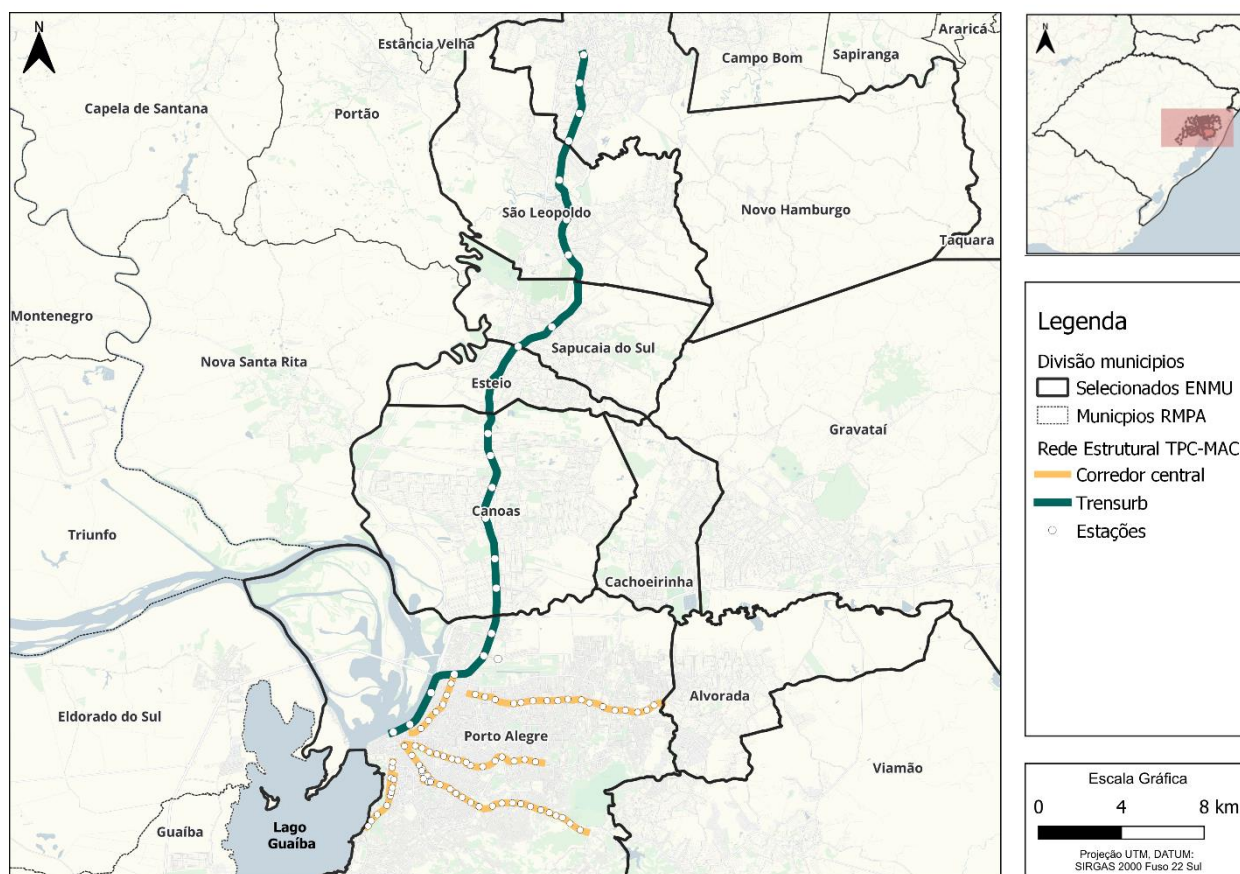 N
Estância Velha
Campo Bom
Sapiranga
Araricá
Capela de Santana
Portão
São Leopoldo
Novo Hamburgo
Taquara
Montenegro
Nova Santa Rita
Sapucaia do Sul
Esteio
Gravataí
Canoas
Triunfo
Cachoeirinha
Eldorado do Sul
Alvorada
Porto Alegre
Viamão
Guaíba
Lago
Guaíba
N
Legenda
Divisão municipios
Selecionados ENMU
Municpios RMPA
Rede Estrutural TPC-MAC
Corredor central
Trensurb
Estações
Escala Gráfica
0 4 8 km
Projeção UTM, DATUM:
SIRGAS 2000 Fuso 22 Sul